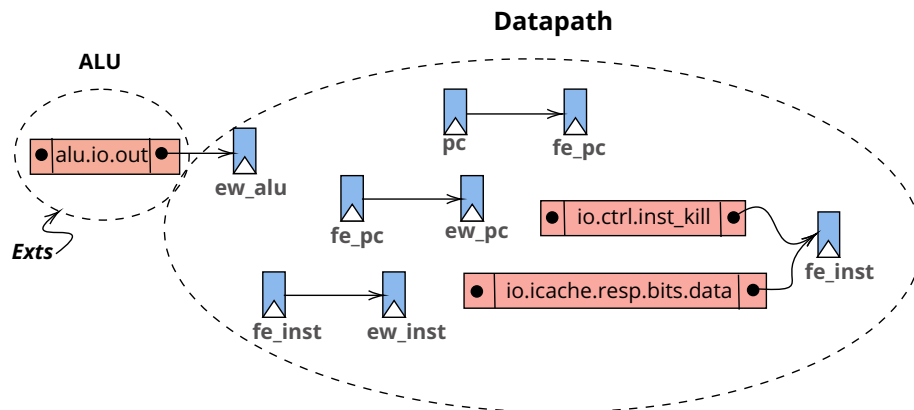 Datapath
ALU
alu.io.out
ew_alu
Exts
pc
fe_pc
fe_pc
ew_pc
io.ctrl.inst_kill
fe_inst
io.icache.resp.bits.data
fe_inst
ew_inst